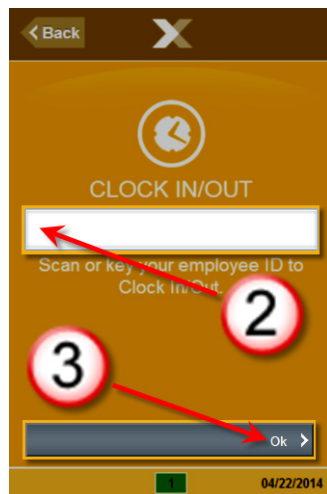 Back
CLOCK IN/OUT
Scan or key your employee ID to
Clock In/Out.
2
3
Ok
1
04/22/2014